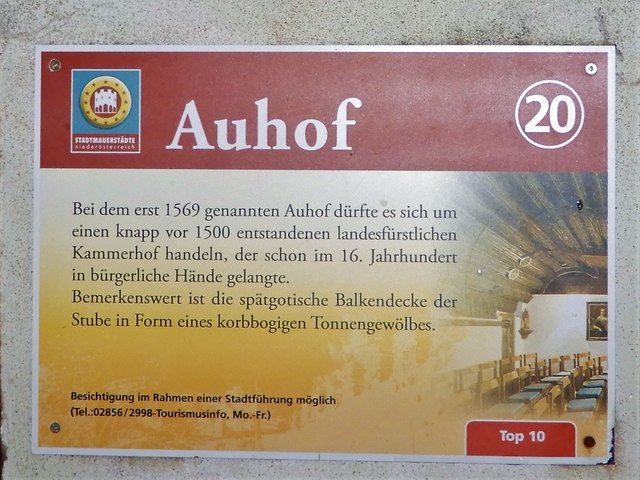 STADTMAUERSTÄDTE
niederösterreich
Auhof
20
Bei dem erst 1569 genannten Auhof dürfte es sich um
einen knapp vor 1500 entstandenen landesfürstlichen
Kammerhof handeln, der schon im 16. Jahrhundert
in bürgerliche Hände gelangte.
Bemerkenswert ist die spätgotische Balkendecke der
Stube in Form eines korbbogigen Tonnengewölbes.
Besichtigung im Rahmen einer Stadtführung möglich
(Tel.:02856/2998-Tourismusinfo, Mo.-Fr.)
Top 10